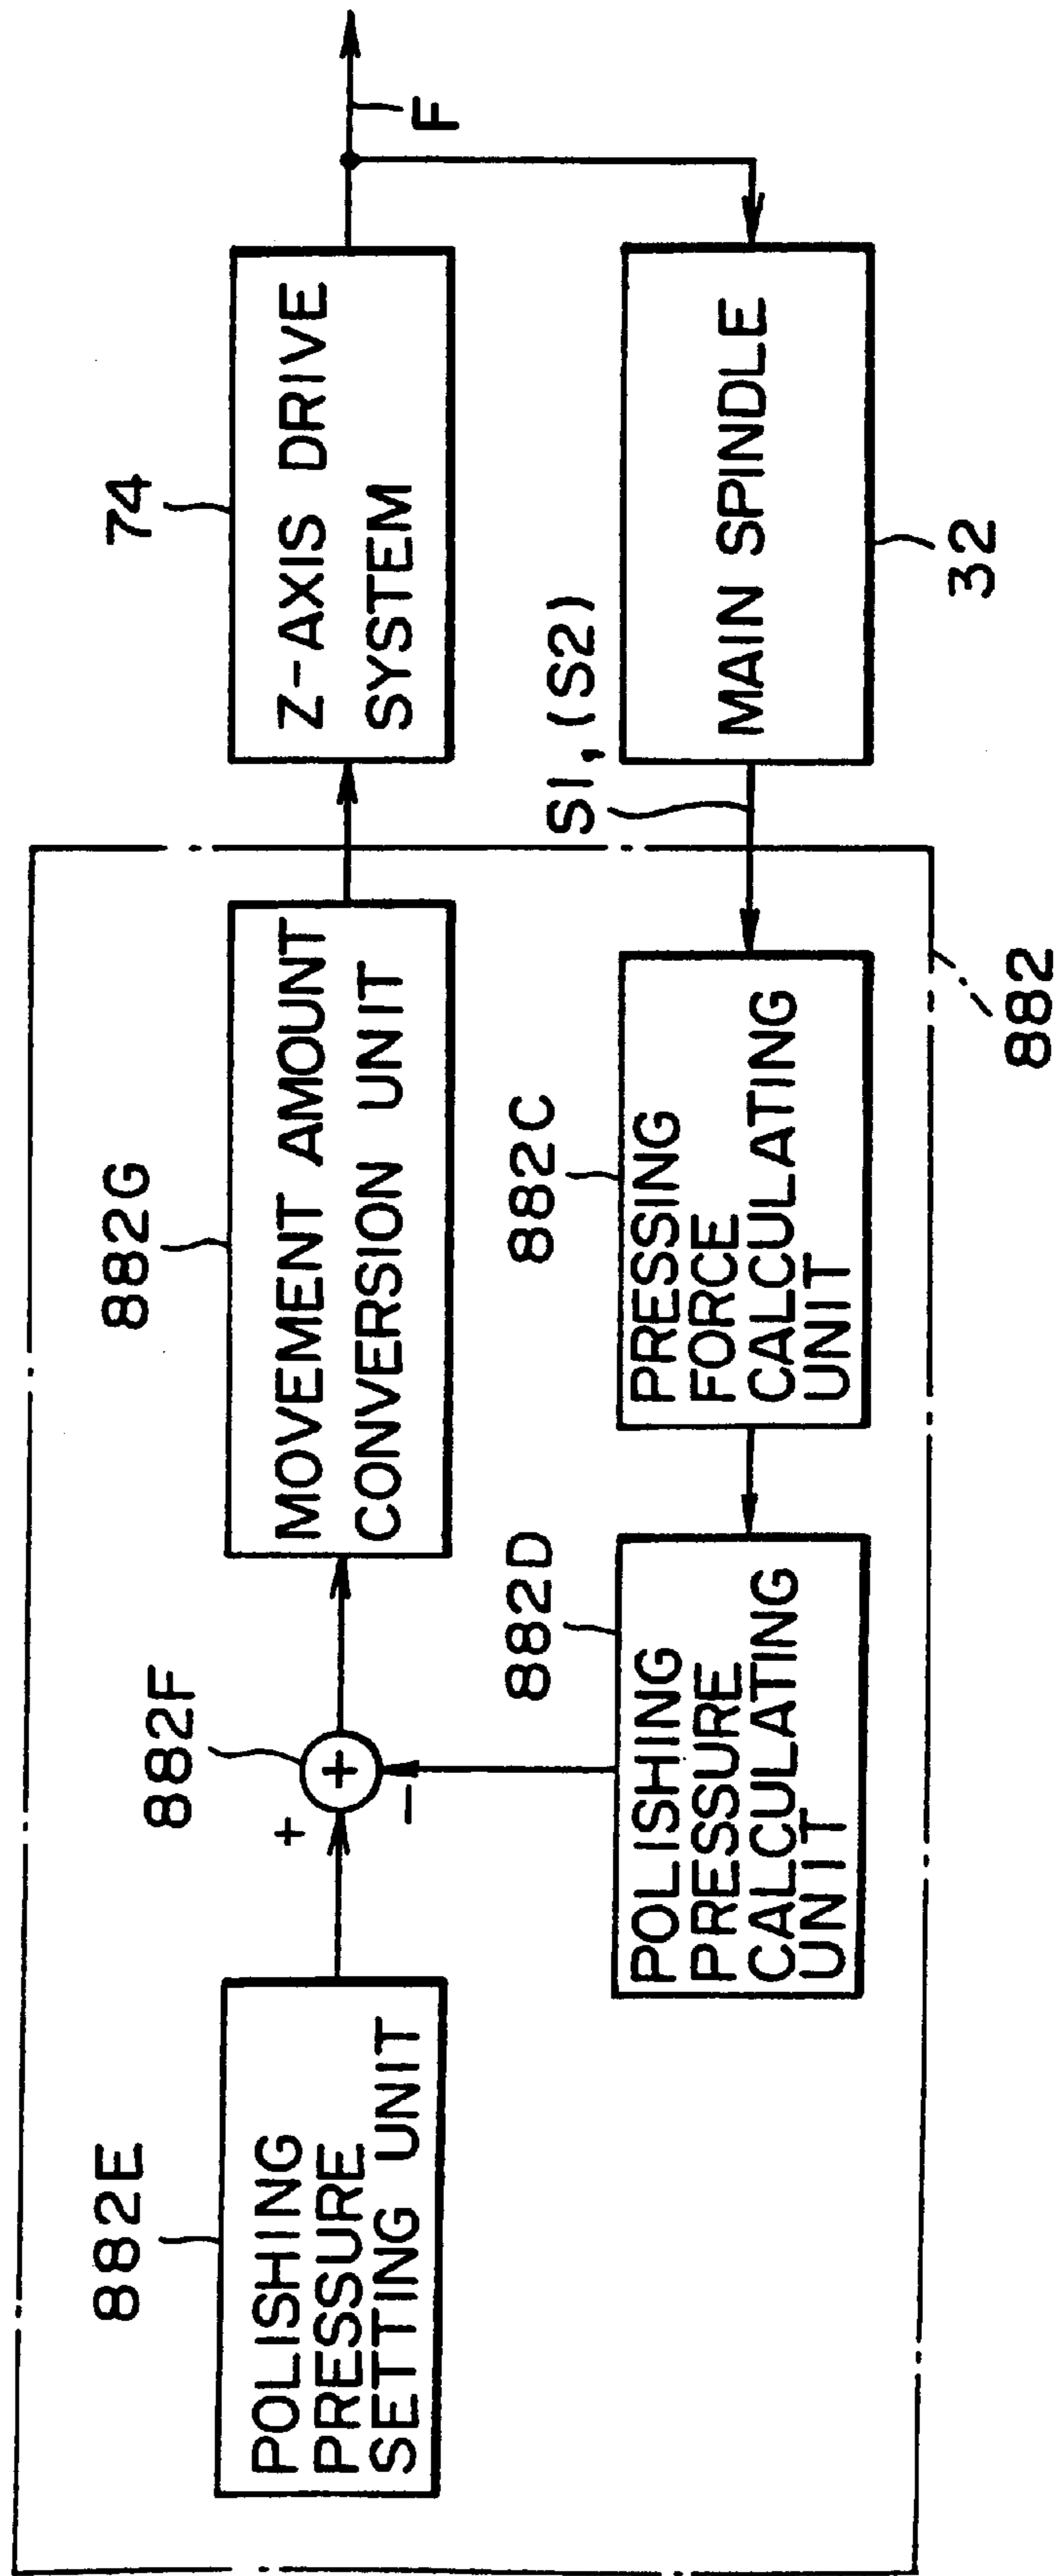 882E
POLISHING
PRESSURE
SETTING UNIT
882F
+
+
−
882G
MOVEMENT AMOUNT
CONVERSION UNIT
74
Z-AXIS DRIVE
SYSTEM
F
882D
POLISHING
PRESSURE
CALCULATING
UNIT
882C
PRESSING
FORCE
CALCULATING
UNIT
S1, (S2)
MAIN SPINDLE
32
882